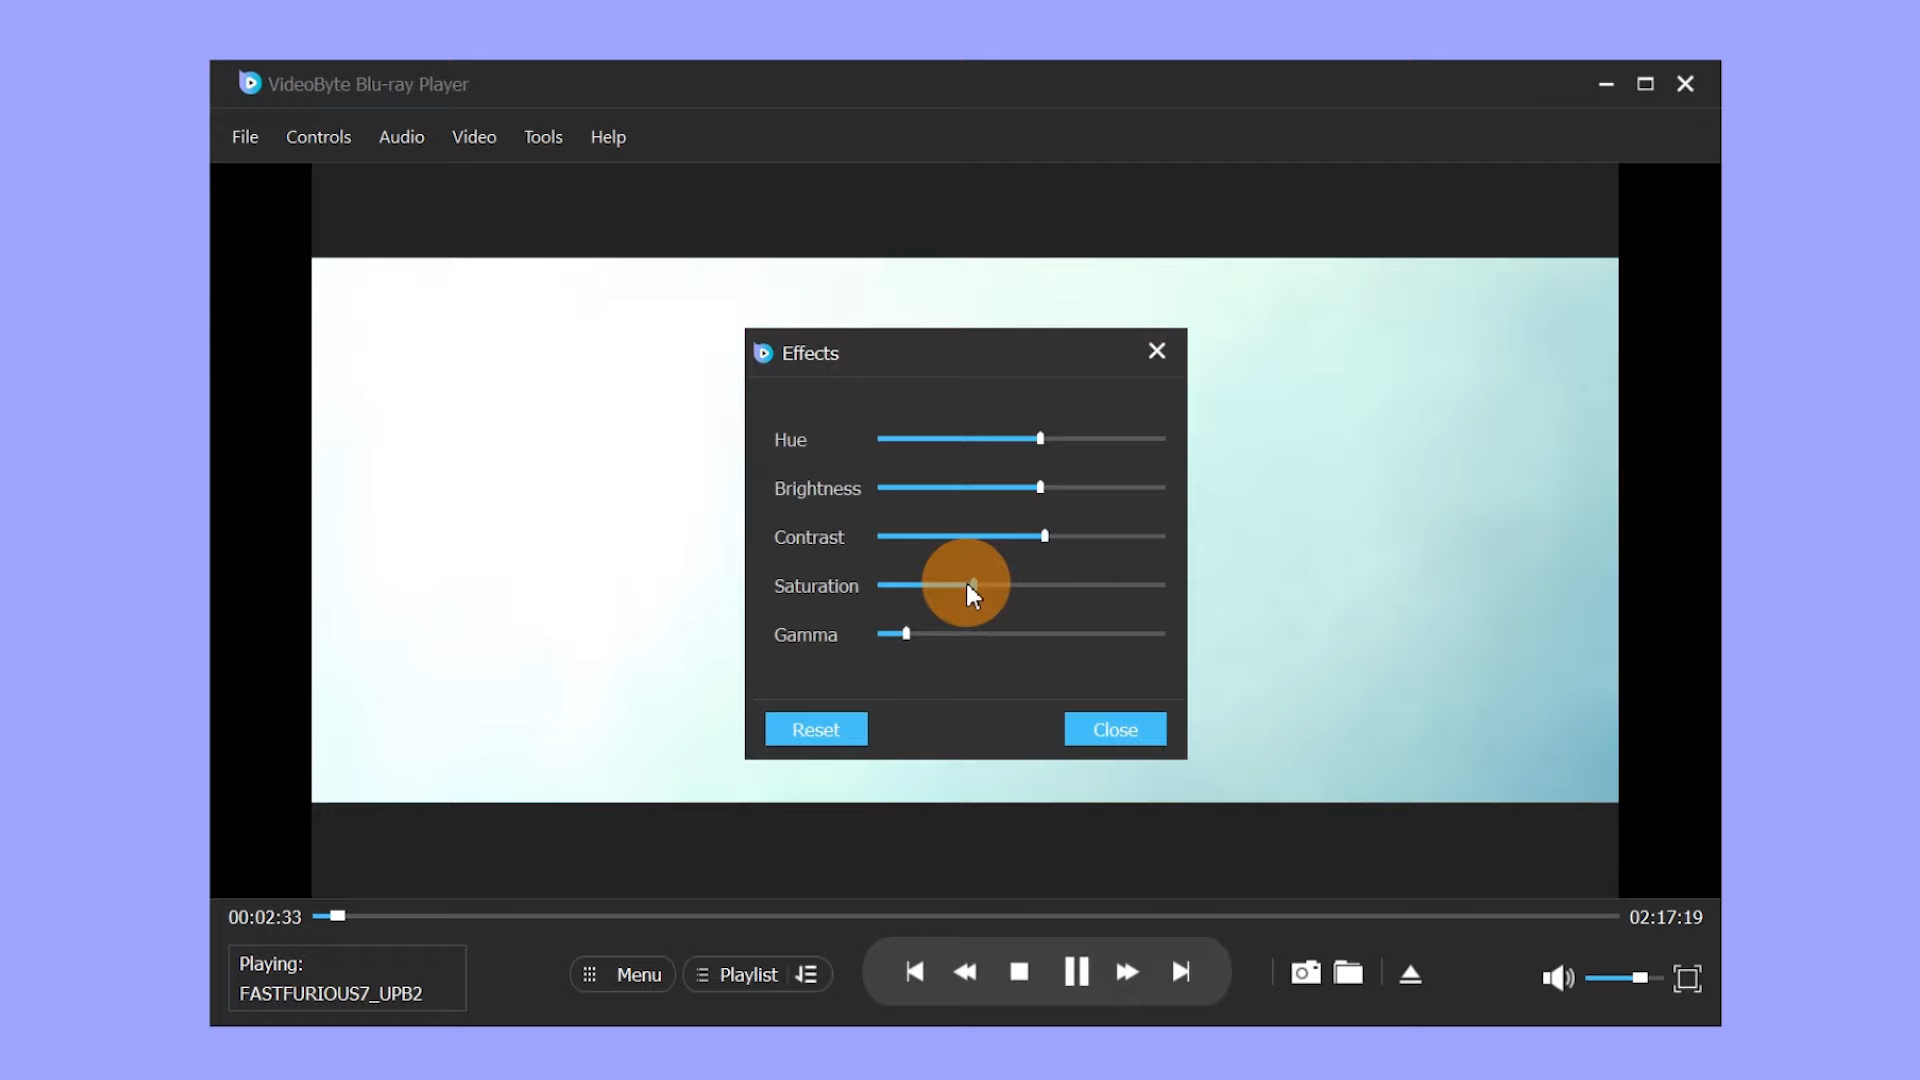 VideoByte Blu-ray Player
File Controls Audio Video Tools Help
Effects
Hue
Brightness
Contrast
Saturation
Gamma
Reset Close
00:02:33 02:17:19
Playing:
FASTFURIOUS7_UPB2
Menu Playlist